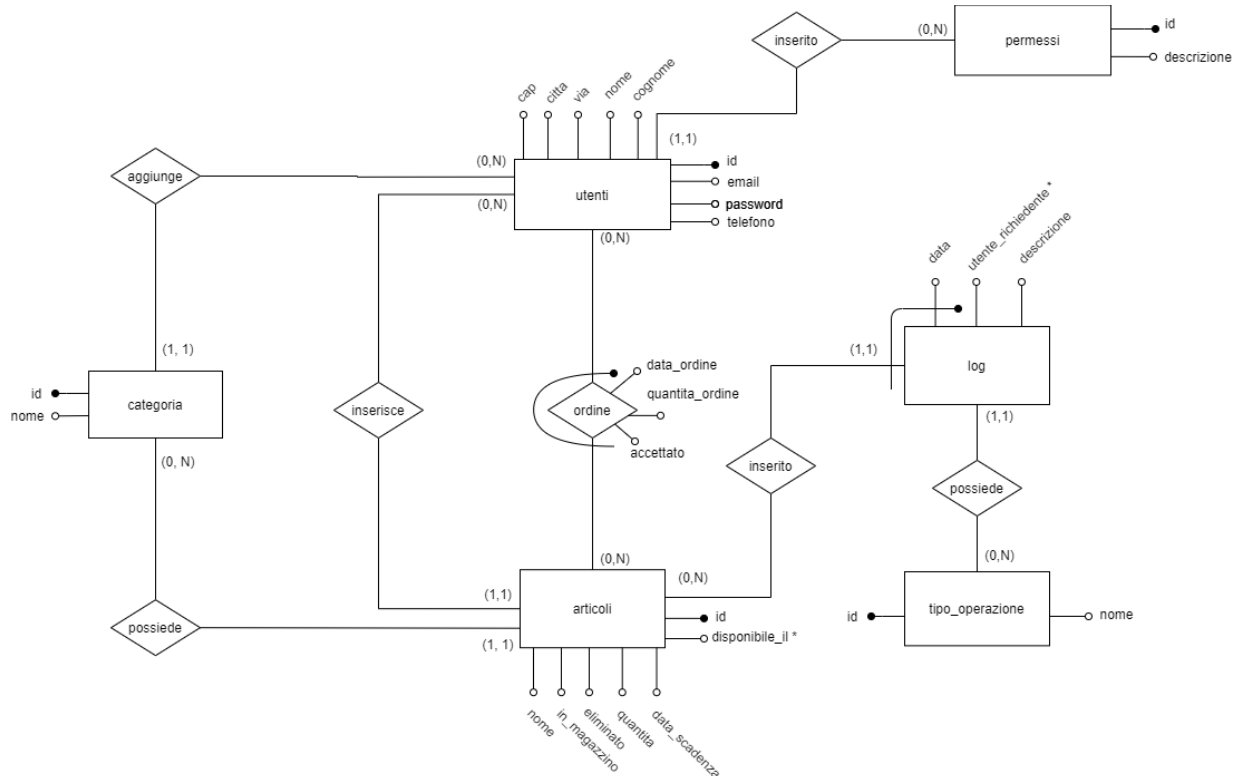 inserito
(0,N)
permessi
id
descrizione
cap
citta
via
nome
cognome
(1,1)
aggiunge
(0,N)
(0,N)
utenti
id
email
password
telefono
(0,N)
data
utente_richiedente *
descrizione
(1, 1)
(1,1)
log
(1,1)
id
nome
categoria
(0, N)
inserisce
ordine
data_ordine
quantita_ordine
accettato
inserito
possiede
(0,N)
(0,N)
(0,N)
(1,1)
articoli
id
disponibile_il *
possiede
(1, 1)
id
tipo_operazione
nome
nome
in_magazzino
eliminato
quantita
data_scadenza